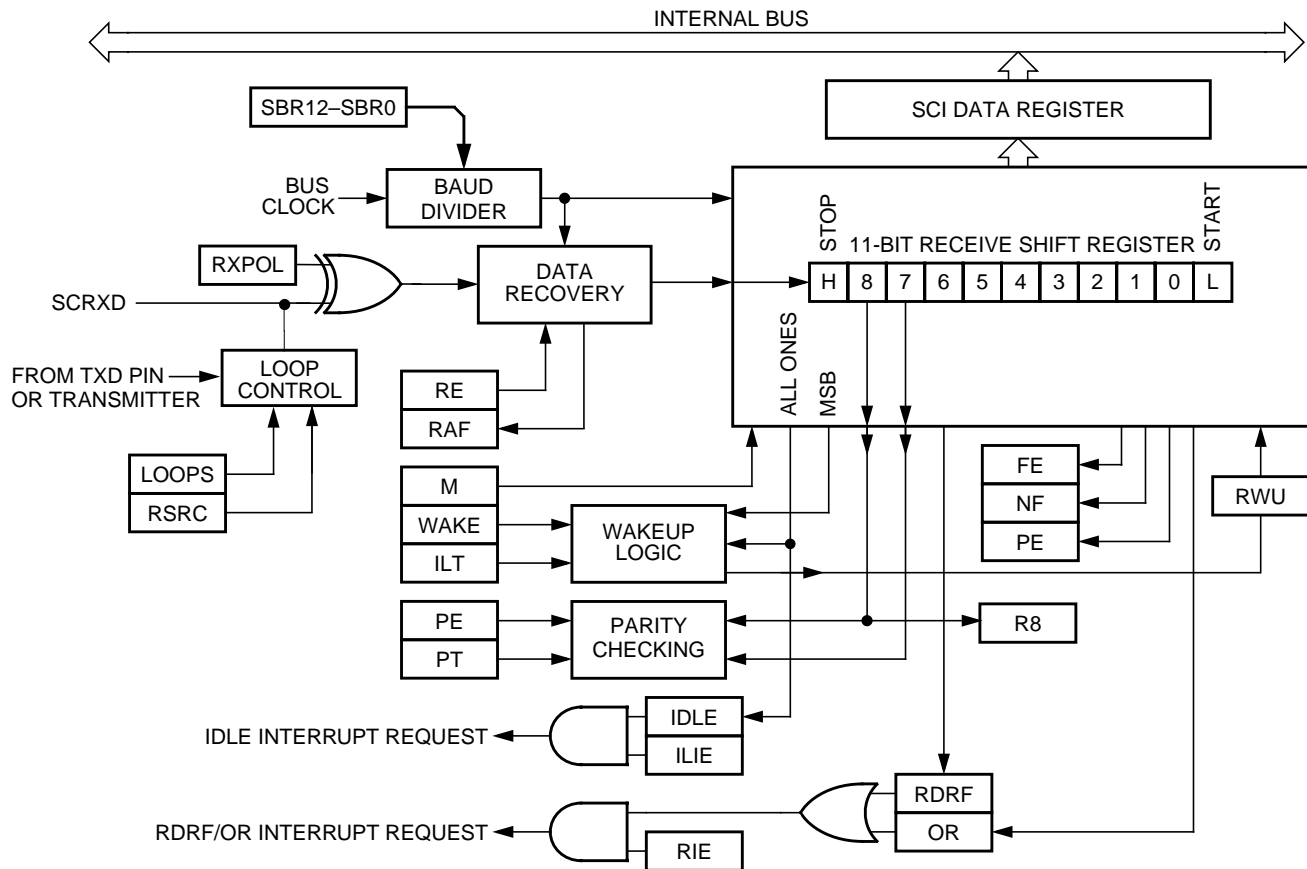 INTERNAL BUS
SBR12–SBR0
SCI DATA REGISTER
BUS
CLOCK
BAUD
DIVIDER
STOP
11-BIT RECEIVE SHIFT REGISTER
START
H 8 7 6 5 4 3 2 1 0 L
RXPOL
DATA
RECOVERY
SCRXD
ALL ONES
MSB
FROM TXD PIN
OR TRANSMITTER
LOOP
CONTROL
RE
RAF
LOOPS
RSRC
M
WAKE
ILT
WAKEUP
LOGIC
FE
NF
PE
RWU
PE
PT
PARITY
CHECKING
R8
IDLE INTERRUPT REQUEST
IDLE
ILIE
RDRF/OR INTERRUPT REQUEST
RIE
RDRF
OR